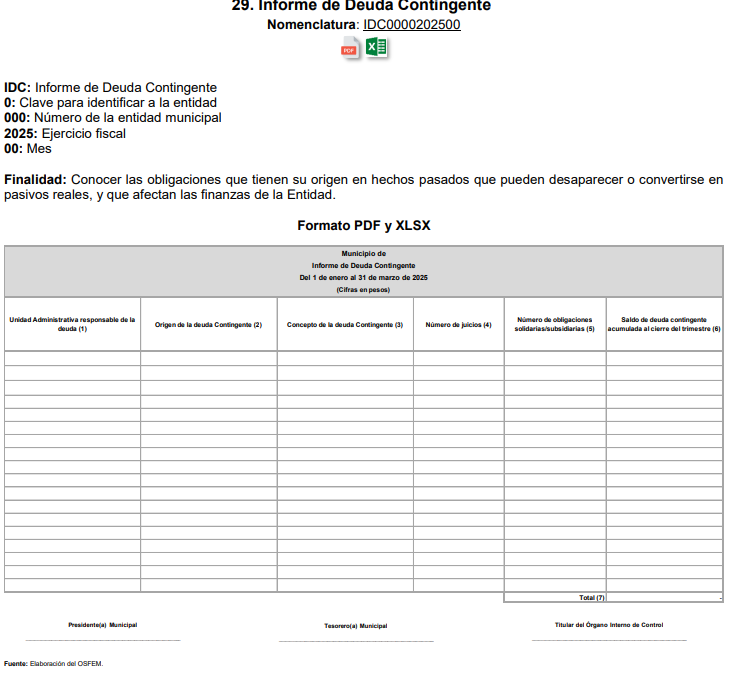 29. Informe de Deuda Contingente
Nomenclatura: IDC0000202500
PDF
X
IDC: Informe de Deuda Contingente
0: Clave para identificar a la entidad
000: Número de la entidad municipal
2025: Ejercicio fiscal
00: Mes
Finalidad: Conocer las obligaciones que tienen su origen en hechos pasados que pueden desaparecer o convertirse en
pasivos reales, y que afectan las finanzas de la Entidad.
Formato PDF y XLSX
Municipio de
Informe de Deuda Contingente
Del 1 de enero al 31 de marzo de 2025
(Cifras en pesos)
Unidad Administrativa responsable de la
deuda (1)
Origen de la deuda Contingente (2)
Concepto de la deuda Contingente (3)
Número de juicios (4)
Número de obligaciones
solidarias/subsidiarias (5)
Saldo de deuda contingente
acumulada al cierre del trimestre (6)
Total (7)
-
Presidente(a) Municipal
Tesorero(a) Municipal
Titular del Órgano Interno de Control
Fuente: Elaboración del OSFEM.